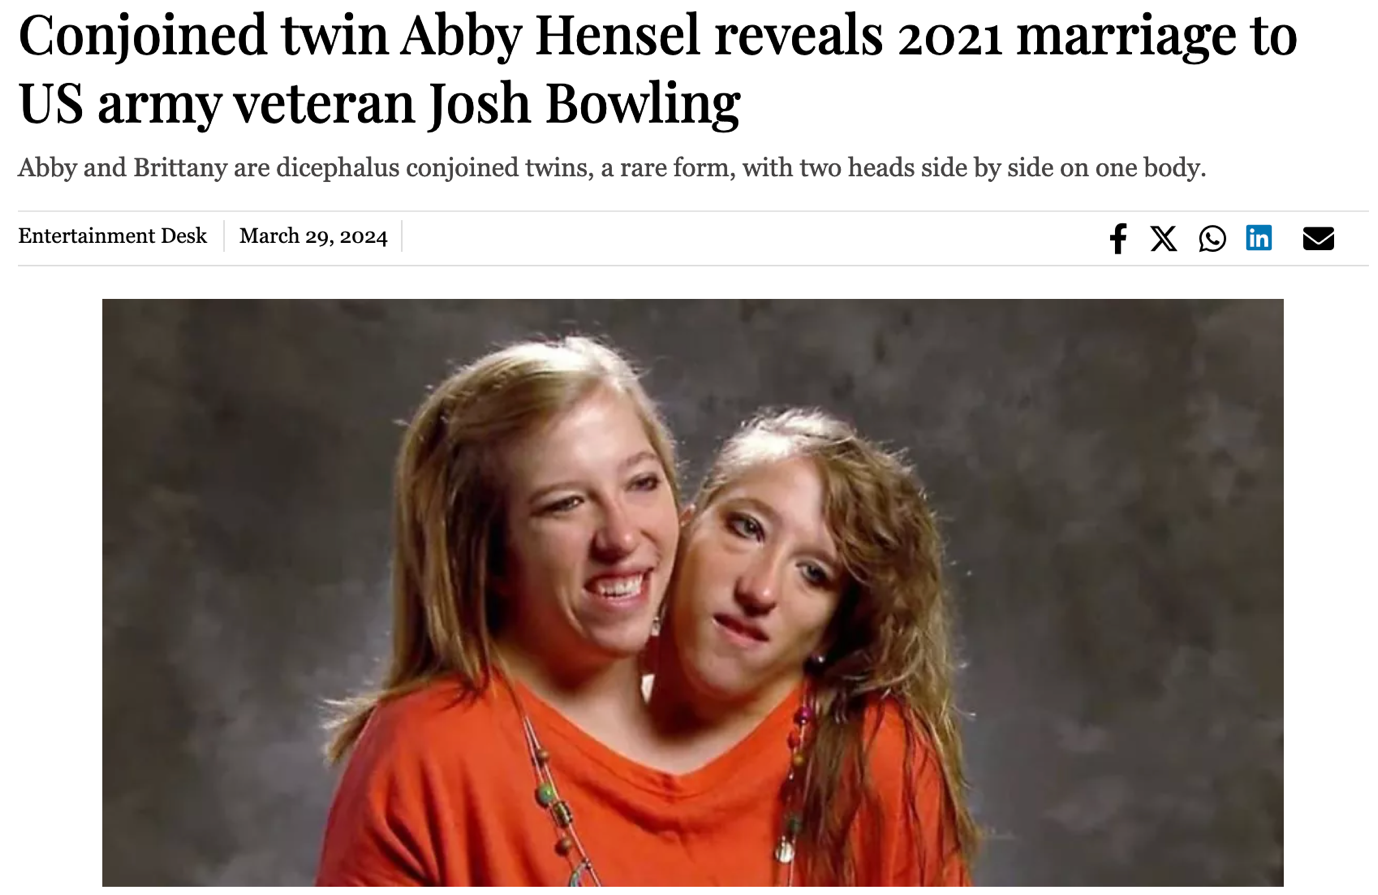 Conjoined twin Abby Hensel reveals 2021 marriage to
US army veteran Josh Bowling
Abby and Brittany are dicephalus conjoined twins, a rare form, with two heads side by side on one body.
Entertainment Desk
March 29, 2024
f
X
in